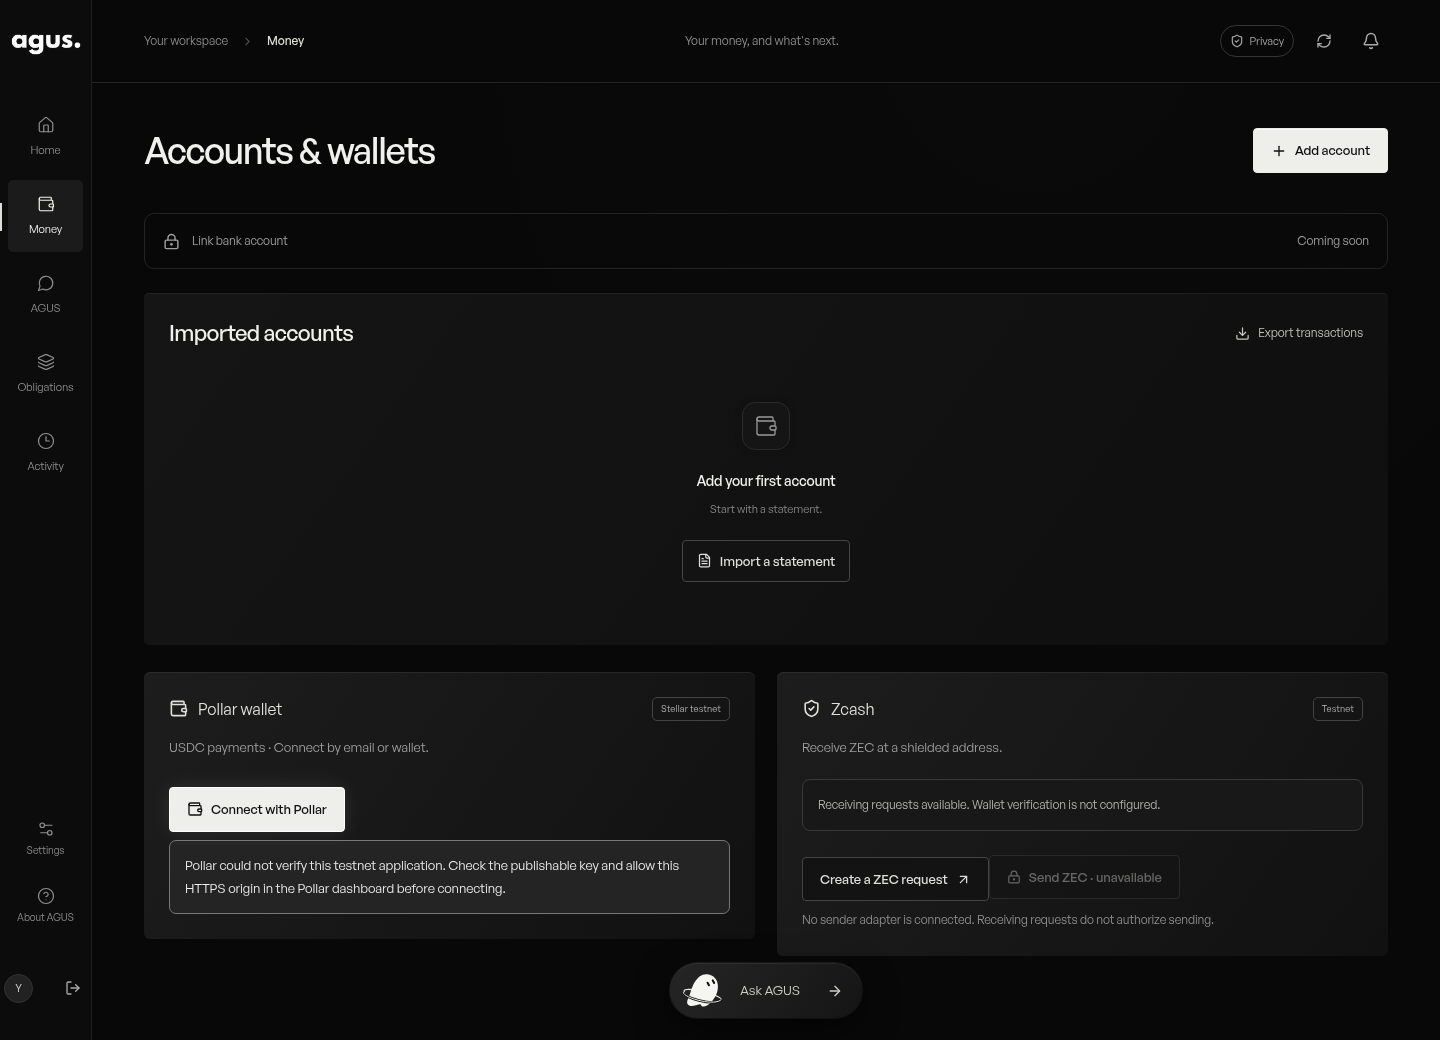 agus.
Your workspace
Money
Your money, and what's next.
Privacy
Home
Money
AGUS
Obligations
Activity
Settings
About AGUS
Y
Accounts & wallets
Add account
Link bank account
Coming soon
Imported accounts
Export transactions
Add your first account
Start with a statement.
Import a statement
Pollar wallet
Stellar testnet
USDC payments · Connect by email or wallet.
Connect with Pollar
Pollar could not verify this testnet application. Check the publishable key and allow this
HTTPS origin in the Pollar dashboard before connecting.
Zcash
Testnet
Receive ZEC at a shielded address.
Receiving requests available. Wallet verification is not configured.
Create a ZEC request
Send ZEC · unavailable
No sender adapter is connected. Receiving requests do not authorize sending.
Ask AGUS